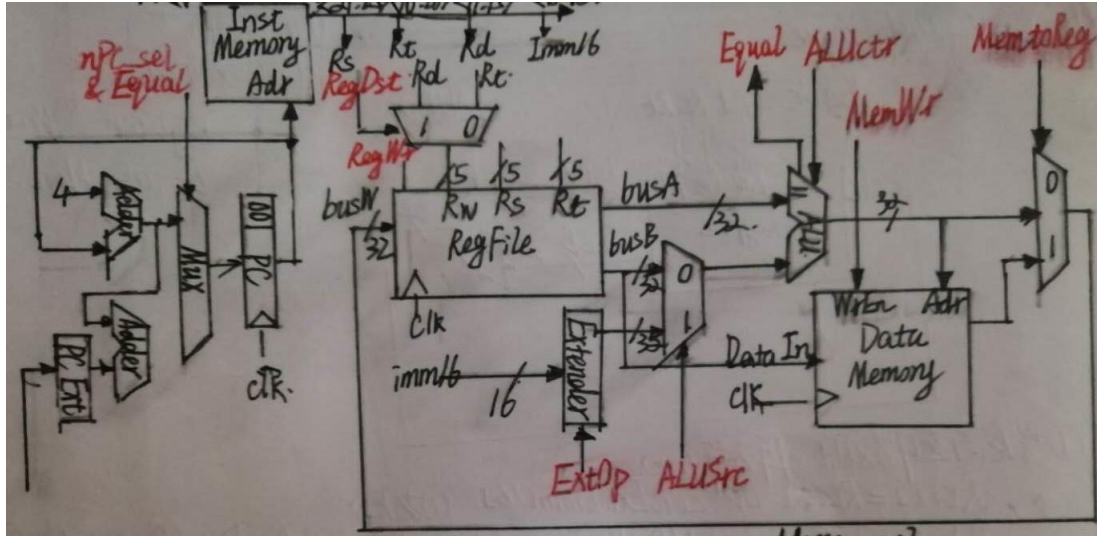 Inst
Memory
Adr
Rs
Rt
Rd
Imm16
nPC_sel
& Equal
RegDst
Rd
Rt
1
0
RegWr
Equal
ALUctr
MemtoReg
MemWr
4
Adder
Mux
00
PC
clk
Adder
PC Ext
busW
32
5
5
5
Rw
Rs
Rt
RegFile
clk
busA
32
busB
32
0
1
ALU
32
0
1
WrEn
Adr
Data In
Data
Memory
clk
imm16
16
Extender
ExtOp
ALUSrc